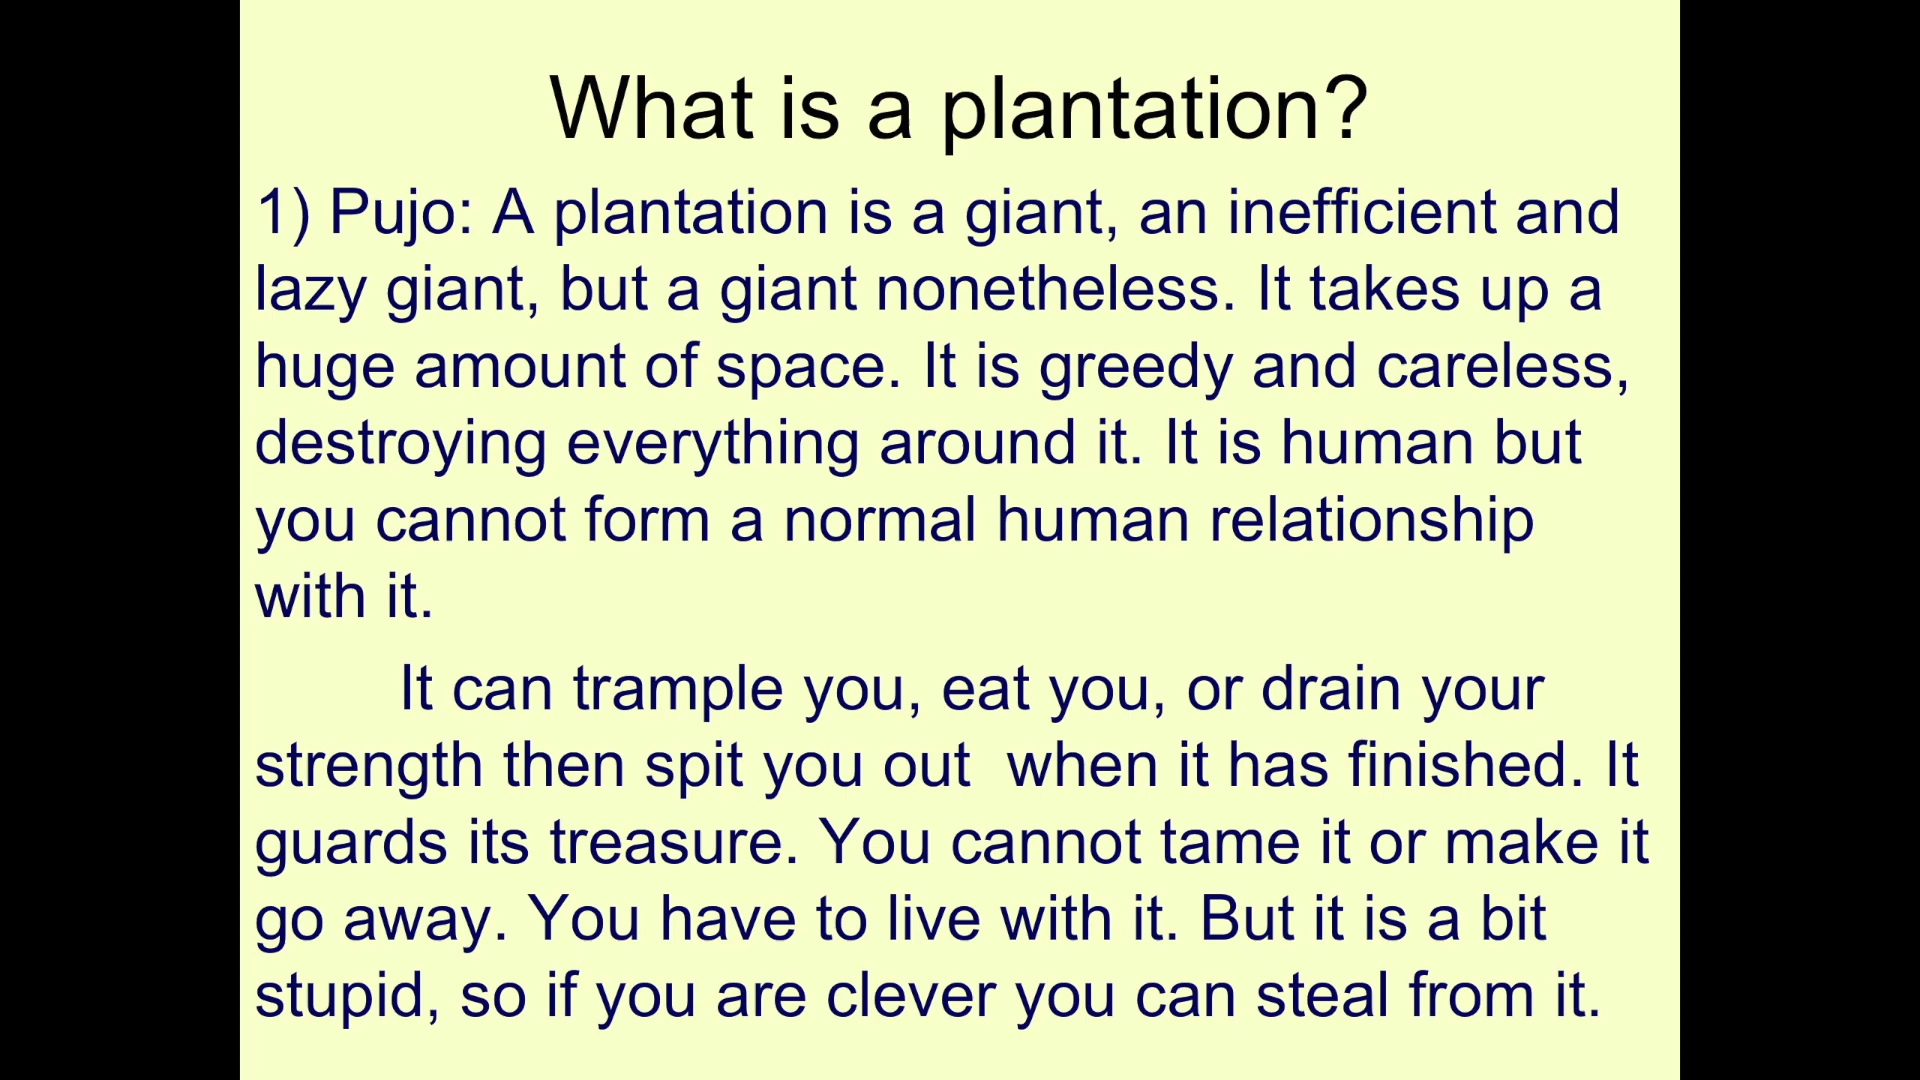 What is a plantation?
1) Pujo: A plantation is a giant, an inefficient and
lazy giant, but a giant nonetheless. It takes up a
huge amount of space. It is greedy and careless,
destroying everything around it. It is human but
you cannot form a normal human relationship
with it.
It can trample you, eat you, or drain your
strength then spit you out  when it has finished. It
guards its treasure. You cannot tame it or make it
go away. You have to live with it. But it is a bit
stupid, so if you are clever you can steal from it.